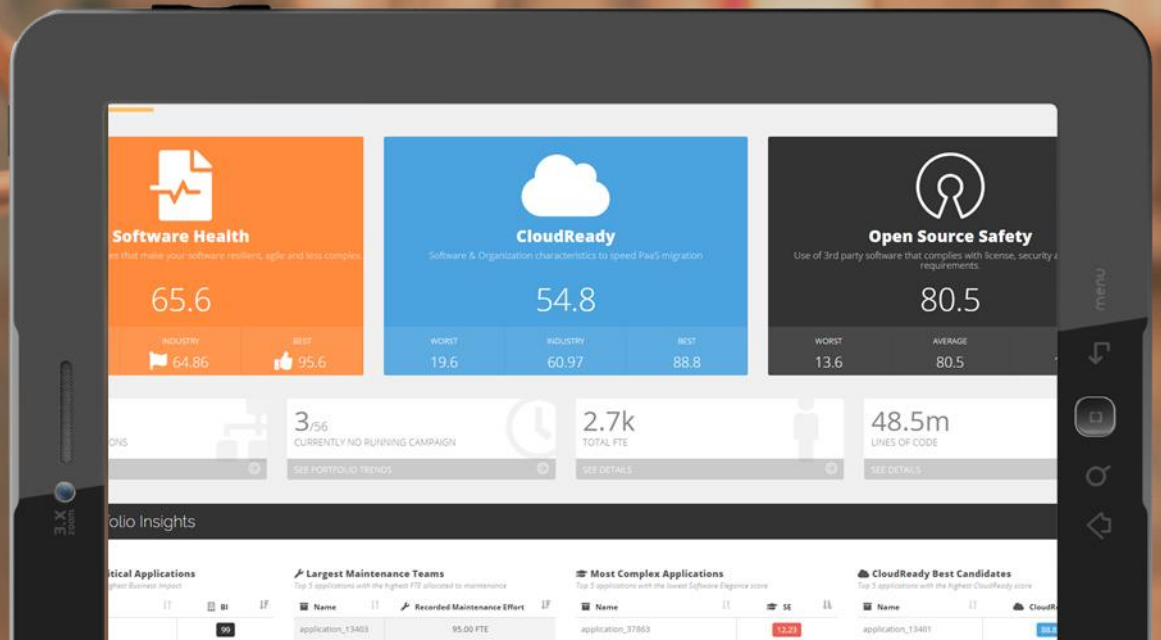 Software Health
es that make your software resilient, agile and less complex.
65.6
INDUSTRY BEST
64.86 95.6
CloudReady
Software & Organization characteristics to speed PaaS migration
54.8
WORST INDUSTRY BEST
19.6 60.97 88.8
Open Source Safety
Use of 3rd party software that complies with license, security a
requirements.
80.5
WORST AVERAGE
13.6 80.5
ONS
3/56
CURRENTLY NO RUNNING CAMPAIGN
SEE PORTFOLIO TRENDS
2.7k
TOTAL FTE
SEE DETAILS
48.5m
LINES OF CODE
SEE DETAILS
olio Insights
itical Applications
ghest Business Impact
BI
99
Largest Maintenance Teams
Top 5 applications with the highest FTE allocated to maintenance
Name Recorded Maintenance Effort
application_13403 95.00 FTE
Most Complex Applications
Top 5 applications with the lowest Software Elegance score
Name SE
application_37863 12.23
CloudReady Best Candidates
Top 5 applications with the highest CloudReady score
Name CloudR
application_13401 88.8
menu
3.X
zoom